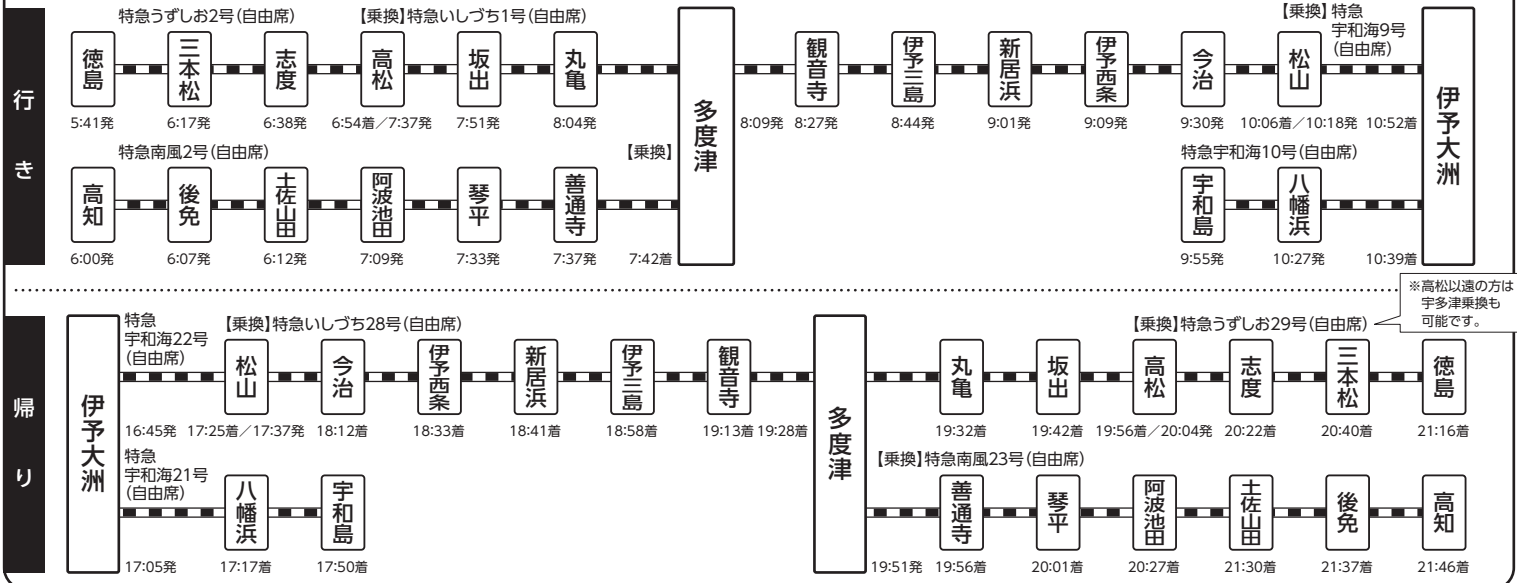 行き
特急うずしお2号(自由席)
【乗換】特急いしづち1号(自由席)
【乗換】特急
宇和海9号
(自由席)
徳島
三本松
志度
高松
坂出
丸亀
多度津
観音寺
伊予三島
新居浜
伊予西条
今治
松山
伊予大洲
5:41発 6:17発 6:38発 6:54着／7:37発 7:51発 8:04発 8:09発 8:27発 8:44発 9:01発 9:09発 9:30発 10:06着／10:18発 10:52着
特急南風2号(自由席)
【乗換】
特急宇和海10号(自由席)
高知
後免
土佐山田
阿波池田
琴平
善通寺
宇和島
八幡浜
6:00発 6:07発 6:12発 7:09発 7:33発 7:37発 7:42着 9:55発 10:27発 10:39着
※高松以遠の方は
宇多津乗換も
可能です。
帰り
特急
宇和海22号
(自由席)
【乗換】特急いしづち28号(自由席)
【乗換】特急うずしお29号(自由席)
伊予大洲
松山
今治
伊予西条
新居浜
伊予三島
観音寺
多度津
丸亀
坂出
高松
志度
三本松
徳島
16:45発 17:25着／17:37発 18:12着 18:33着 18:41着 18:58着 19:13着 19:28着 19:32着 19:42着 19:56着／20:04発 20:22着 20:40着 21:16着
特急
宇和海21号
(自由席)
【乗換】特急南風23号(自由席)
八幡浜
宇和島
善通寺
琴平
阿波池田
土佐山田
後免
高知
17:05発 17:17着 17:50着 19:51発 19:56着 20:01着 20:27着 21:30着 21:37着 21:46着